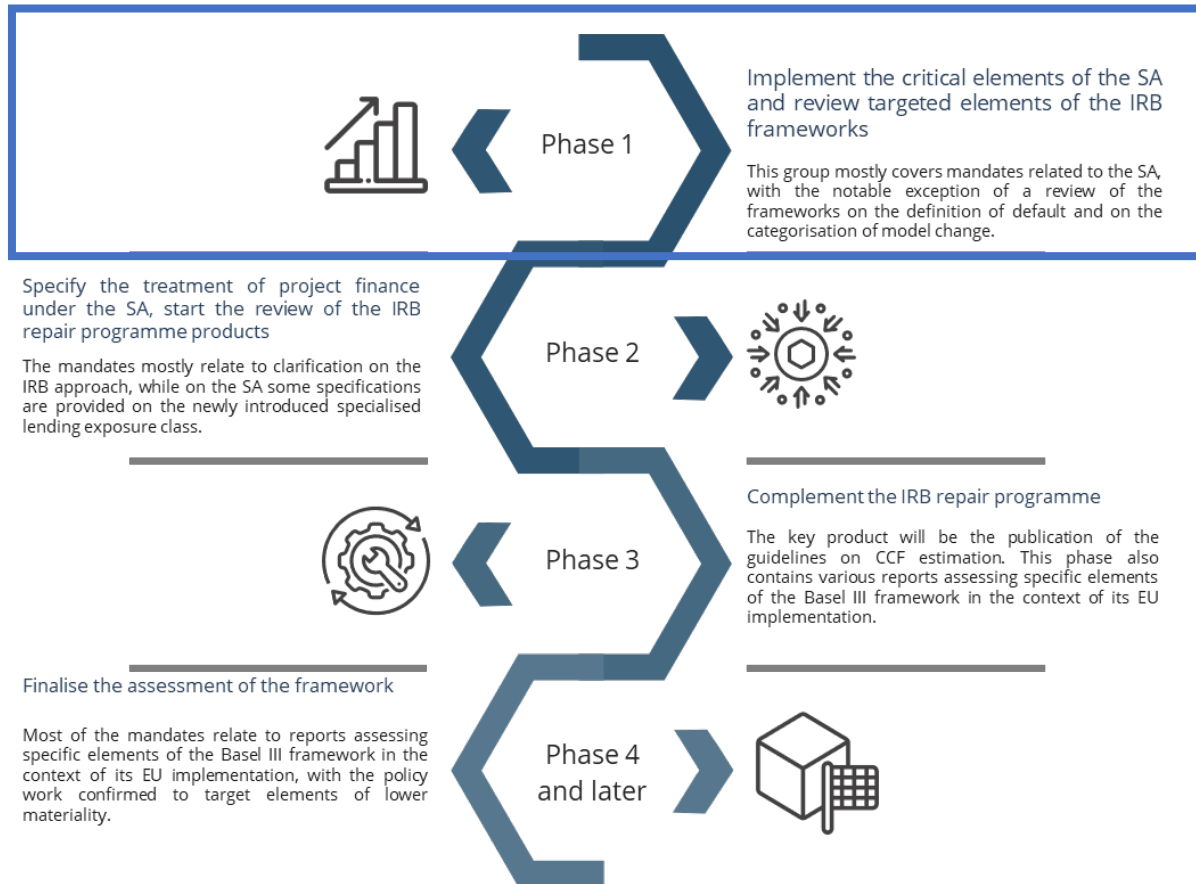 Phase 1
Implement the critical elements of the SA
and review targeted elements of the IRB
frameworks
This group mostly covers mandates related to the SA,
with the notable exception of a review of the
frameworks on the definition of default and on the
categorisation of model change.
Specify the treatment of project finance
under the SA, start the review of the IRB
repair programme products
The mandates mostly relate to clarification on the
IRB approach, while on the SA some specifications
are provided on the newly introduced specialised
lending exposure class.
Phase 2
Phase 3
Complement the IRB repair programme
The key product will be the publication of the
guidelines on CCF estimation. This phase also
contains various reports assessing specific elements
of the Basel III framework in the context of its EU
implementation.
Finalise the assessment of the framework
Most of the mandates relate to reports assessing
specific elements of the Basel III framework in the
context of its EU implementation, with the policy
work confirmed to target elements of lower
materiality.
Phase 4
and later